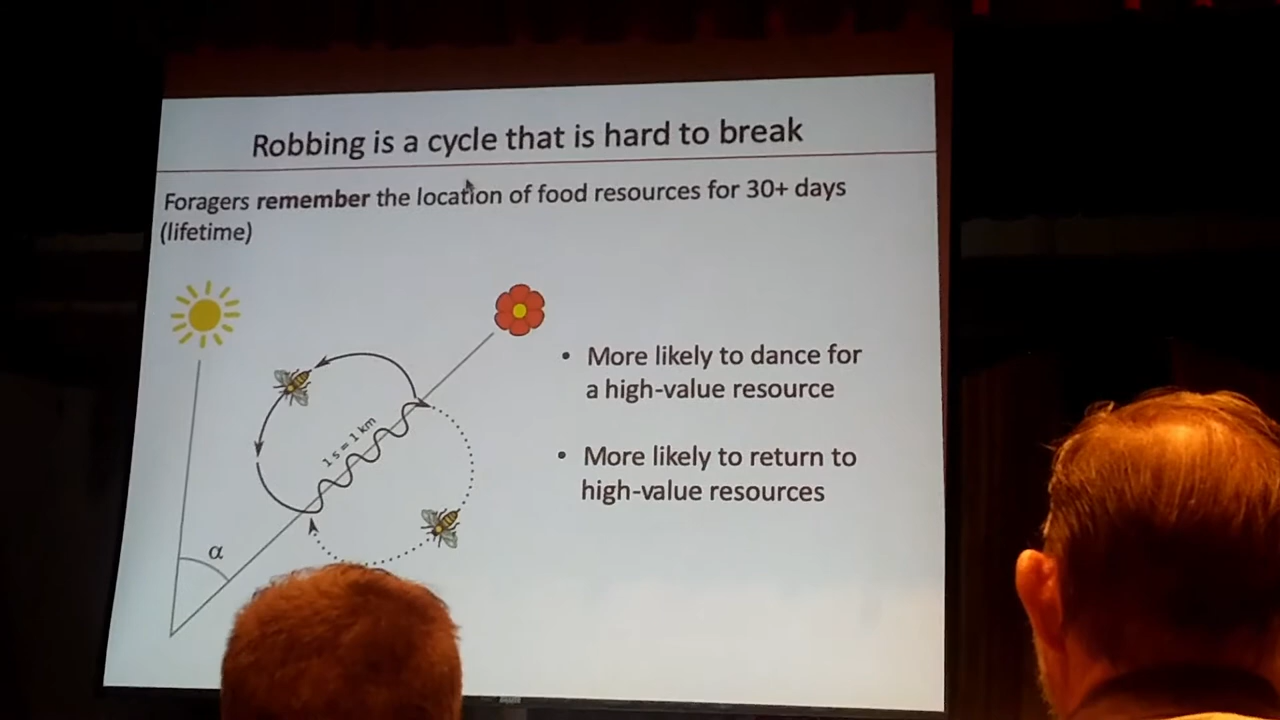 Robbing is a cycle that is hard to break
Foragers remember the location of food resources for 30+ days
(lifetime)
1 s = 1 km
α
• More likely to dance for
a high-value resource
• More likely to return to
high-value resources